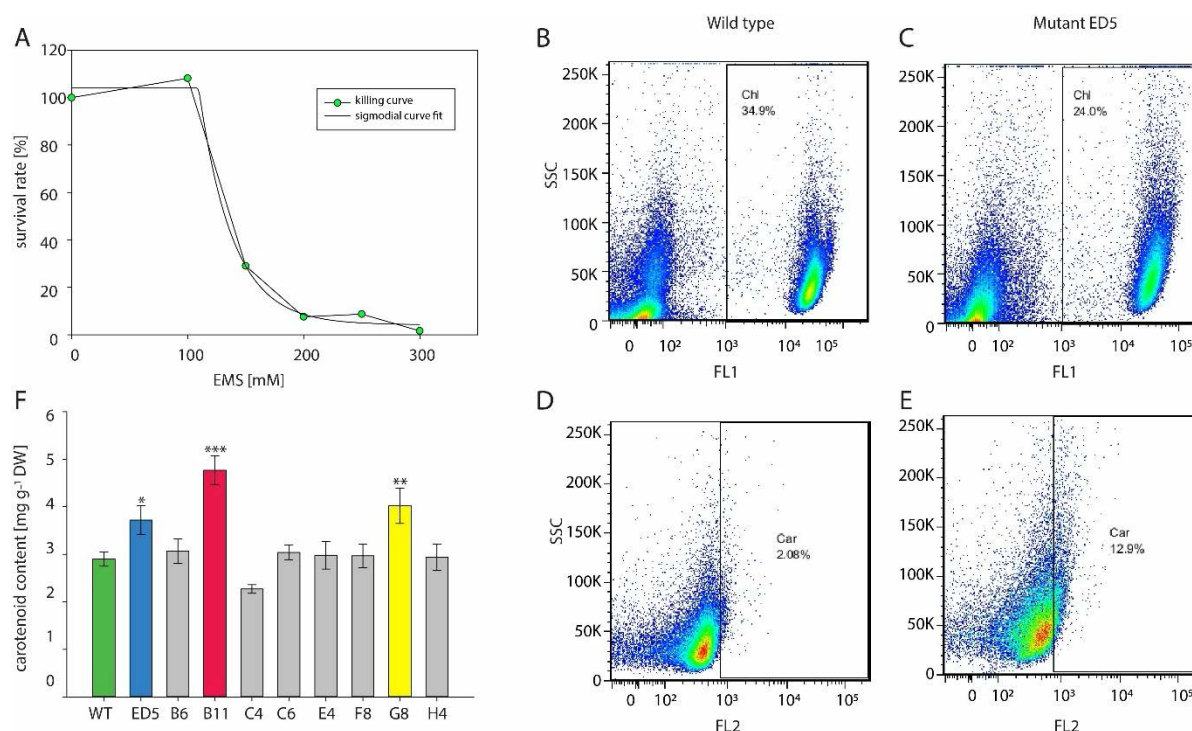 Wild type
Mutant ED5
A
120
100
80
60
40
20
0
survival rate [%]
killing curve
sigmodial curve fit
0
100
200
300
EMS [mM]
B
250K
200K
150K
100K
50K
0
SSC
Chl
34.9%
0
10²
10³
10⁴
10⁵
FL1
C
250K
200K
150K
100K
50K
0
Chl
24.0%
0
10²
10³
10⁴
10⁵
FL1
F
6
5
4
3
2
1
0
carotenoid content [mg g⁻¹ DW]
*
***
**
WT
ED5
B6
B11
C4
C6
E4
F8
G8
H4
D
250K
200K
150K
100K
50K
0
SSC
Car
2.08%
0
10²
10³
10⁴
10⁵
FL2
E
250K
200K
150K
100K
50K
0
Car
12.9%
0
10²
10³
10⁴
10⁵
FL2